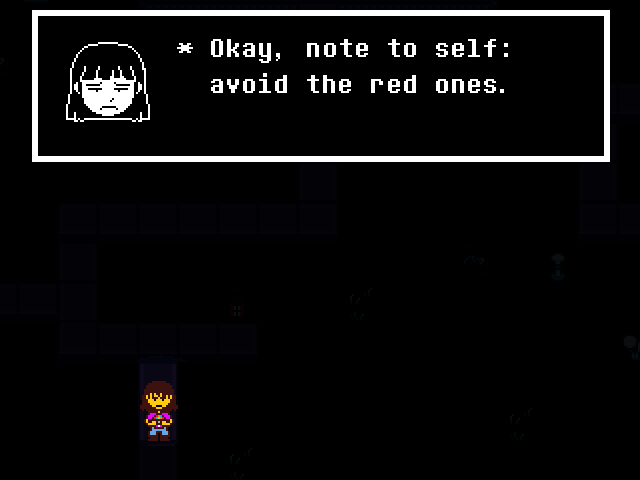 * Okay, note to self:
avoid the red ones.